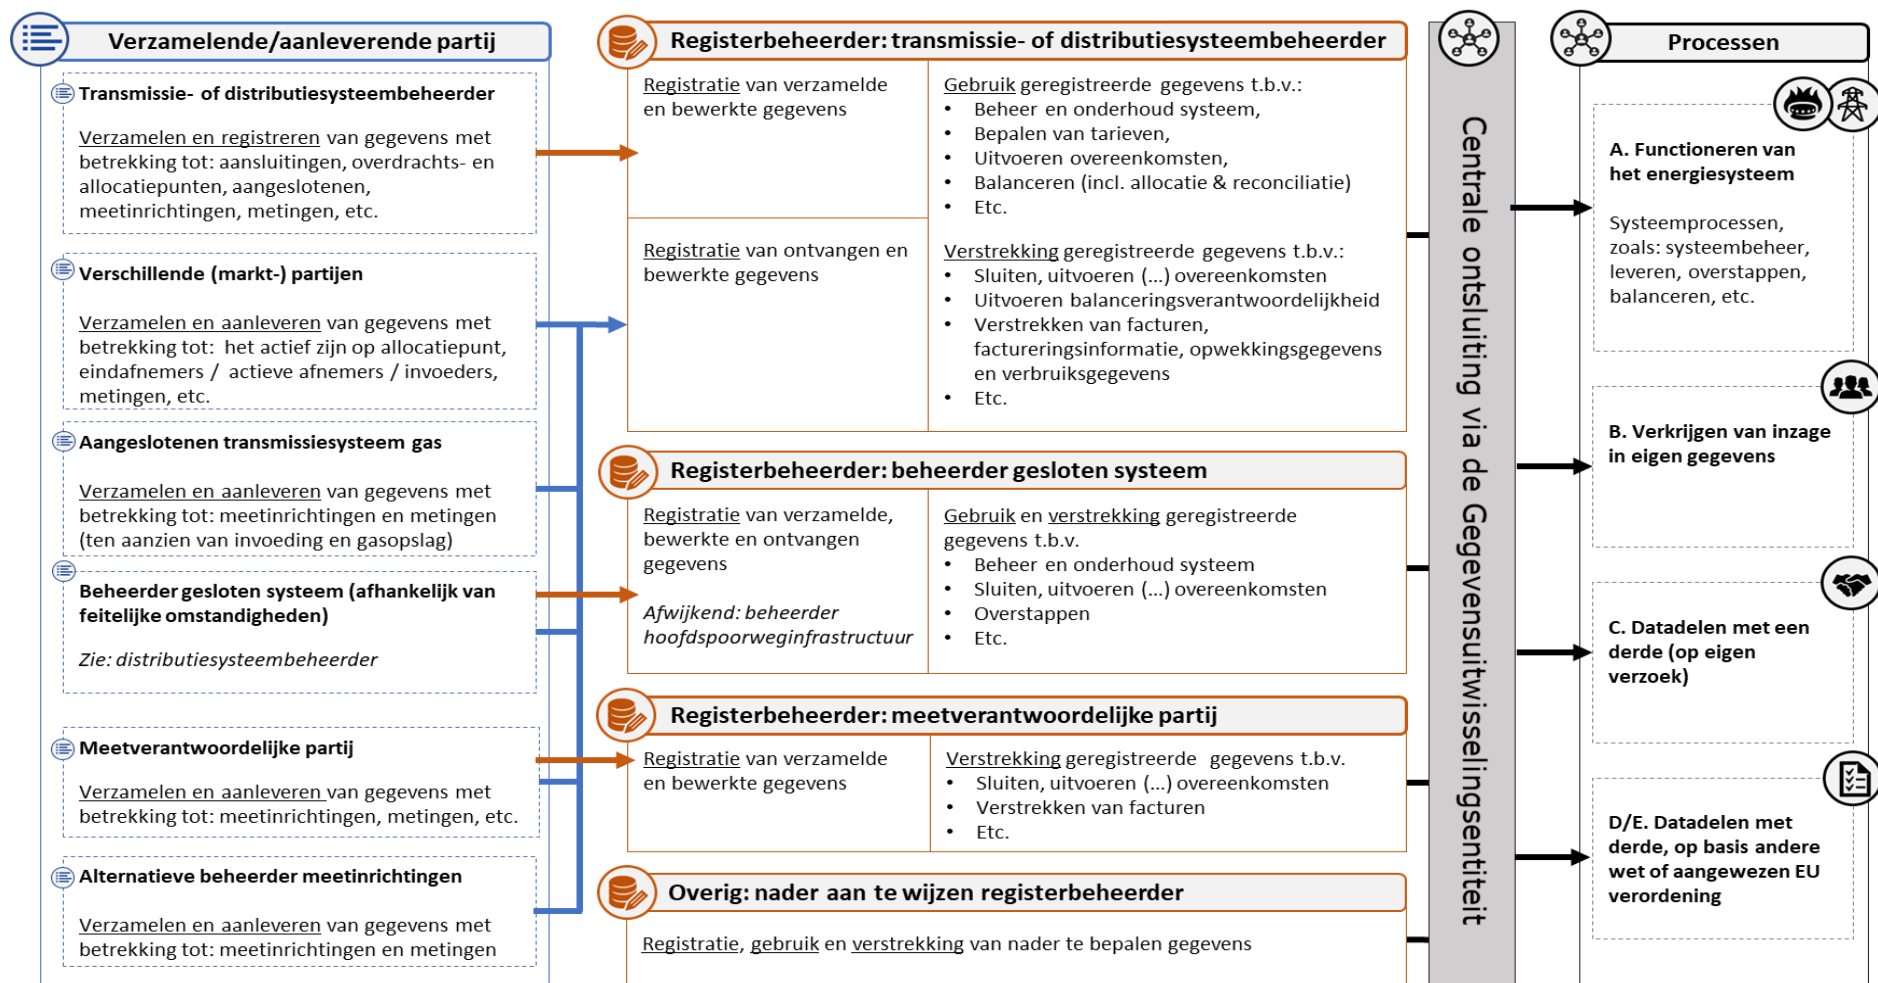 Verzamelende/aanleverende partij
Transmissie- of distributiesysteembeheerder
Verzamelen en registreren van gegevens met
betrekking tot: aansluitingen, overdrachts- en
allocatiepunten, aangeslotenen,
meetinrichtingen, metingen, etc.
Verschillende (markt-) partijen
Verzamelen en aanleveren van gegevens met
betrekking tot: het actief zijn op allocatiepunt,
eindafnemers / actieve afnemers / invoeders,
metingen, etc.
Aangeslotenen transmissiesysteem gas
Verzamelen en aanleveren van gegevens met
betrekking tot: meetinrichtingen en metingen
(ten aanzien van invoeding en gasopslag)
Beheerder gesloten systeem (afhankelijk van
feitelijke omstandigheden)
Zie: distributiesysteembeheerder
Meetverantwoordelijke partij
Verzamelen en aanleveren van gegevens met
betrekking tot: meetinrichtingen, metingen, etc.
Alternatieve beheerder meetinrichtingen
Verzamelen en aanleveren van gegevens met
betrekking tot: meetinrichtingen en metingen
Registerbeheerder: transmissie- of distributiesysteembeheerder
Registratie van verzamelde
en bewerkte gegevens
Registratie van ontvangen en
bewerkte gegevens
Gebruik geregistreerde gegevens t.b.v.:
• Beheer en onderhoud systeem,
• Bepalen van tarieven,
• Uitvoeren overeenkomsten,
• Balanceren (incl. allocatie & reconciliatie)
• Etc.
Verstrekking geregistreerde gegevens t.b.v.:
• Sluiten, uitvoeren (...) overeenkomsten
• Uitvoeren balanceringsverantwoordelijkheid
• Verstrekken van facturen,
factureringsinformatie, opwekkingsgegevens
en verbruiksgegevens
• Etc.
Registerbeheerder: beheerder gesloten systeem
Registratie van verzamelde,
bewerkte en ontvangen
gegevens
Afwijkend: beheerder
hoofdspoorweginfrastructuur
Gebruik en verstrekking geregistreerde
gegevens t.b.v.
• Beheer en onderhoud systeem
• Sluiten, uitvoeren (...) overeenkomsten
• Overstappen
• Etc.
Registerbeheerder: meetverantwoordelijke partij
Registratie van verzamelde
en bewerkte gegevens
Verstrekking geregistreerde gegevens t.b.v.
• Sluiten, uitvoeren (...) overeenkomsten
• Verstrekken van facturen
• Etc.
Overig: nader aan te wijzen registerbeheerder
Registratie, gebruik en verstrekking van nader te bepalen gegevens
Centrale ontsluiting via de Gegevensuitwisselingsentiteit
Processen
A. Functioneren van
het energiesysteem
Systeemprocessen,
zoals: systeembeheer,
leveren, overstappen,
balanceren, etc.
B. Verkrijgen van inzage
in eigen gegevens
C. Datadelen met een
derde (op eigen
verzoek)
D/E. Datadelen met
derde, op basis andere
wet of aangewezen EU
verordening